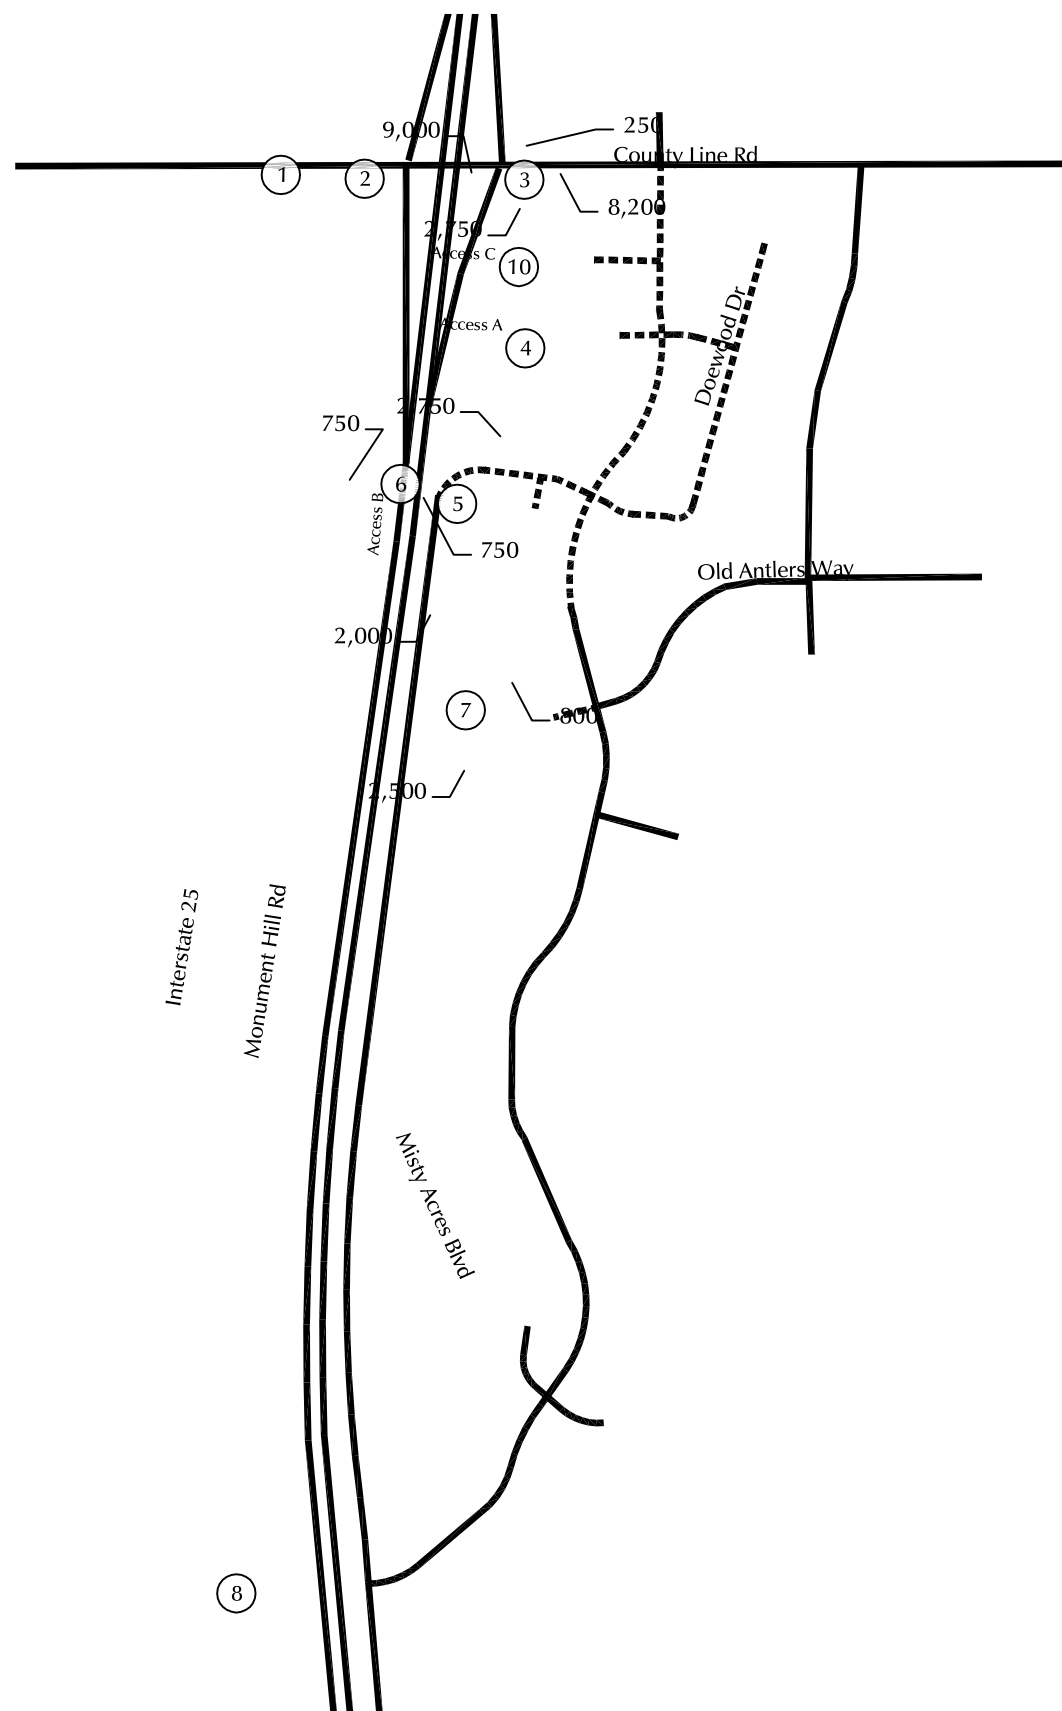 9,000
250
County Line Rd
1
2
3
8,200
2,750
Access C
10
Access A
4
Doewood Dr
2,750
750
6
5
Access B
750
Old Antlers Way
2,000
7
800
2,500
Interstate 25
Monument Hill Rd
Misty Acres Blvd
8